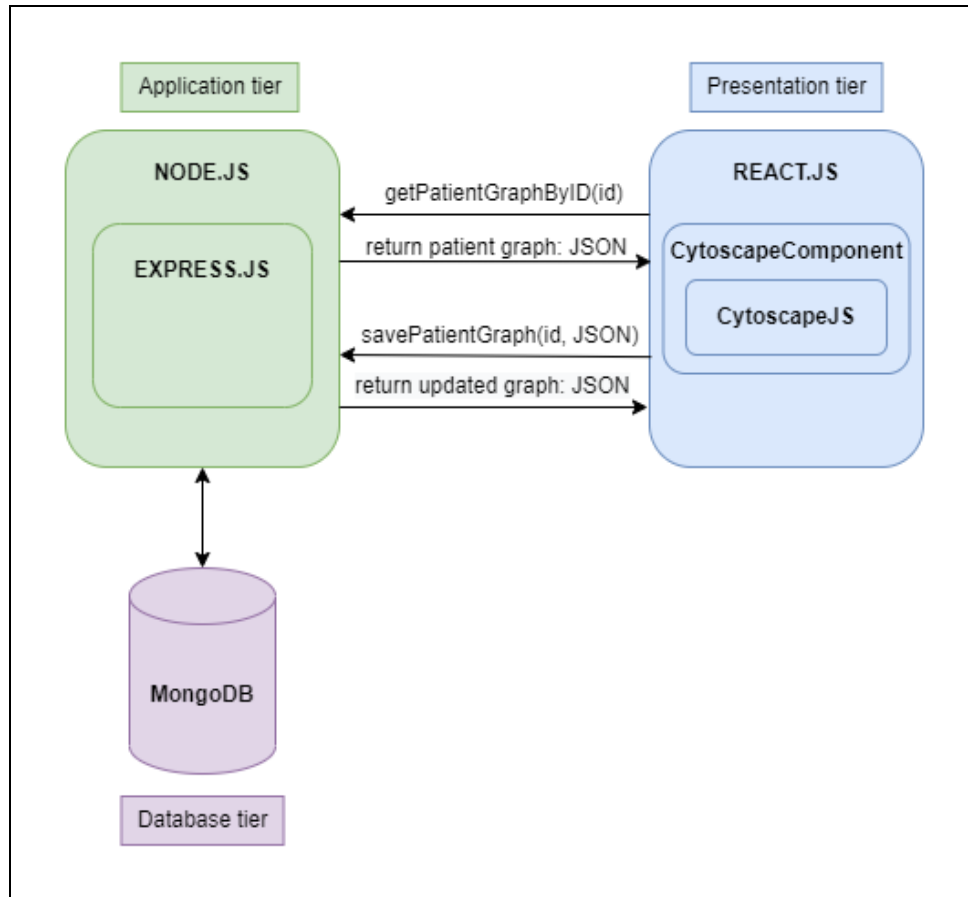 Application tier
Presentation tier
NODE.JS
REACT.JS
getPatientGraphByID(id)
return patient graph: JSON
EXPRESS.JS
CytoscapeComponent
CytoscapeJS
savePatientGraph(id, JSON)
return updated graph: JSON
MongoDB
Database tier